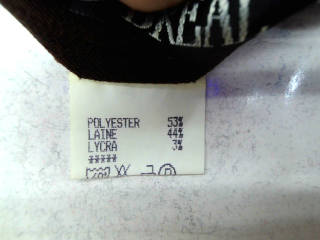 POLYESTER 53%
LAINE 44%
LYCRA 3%
*****